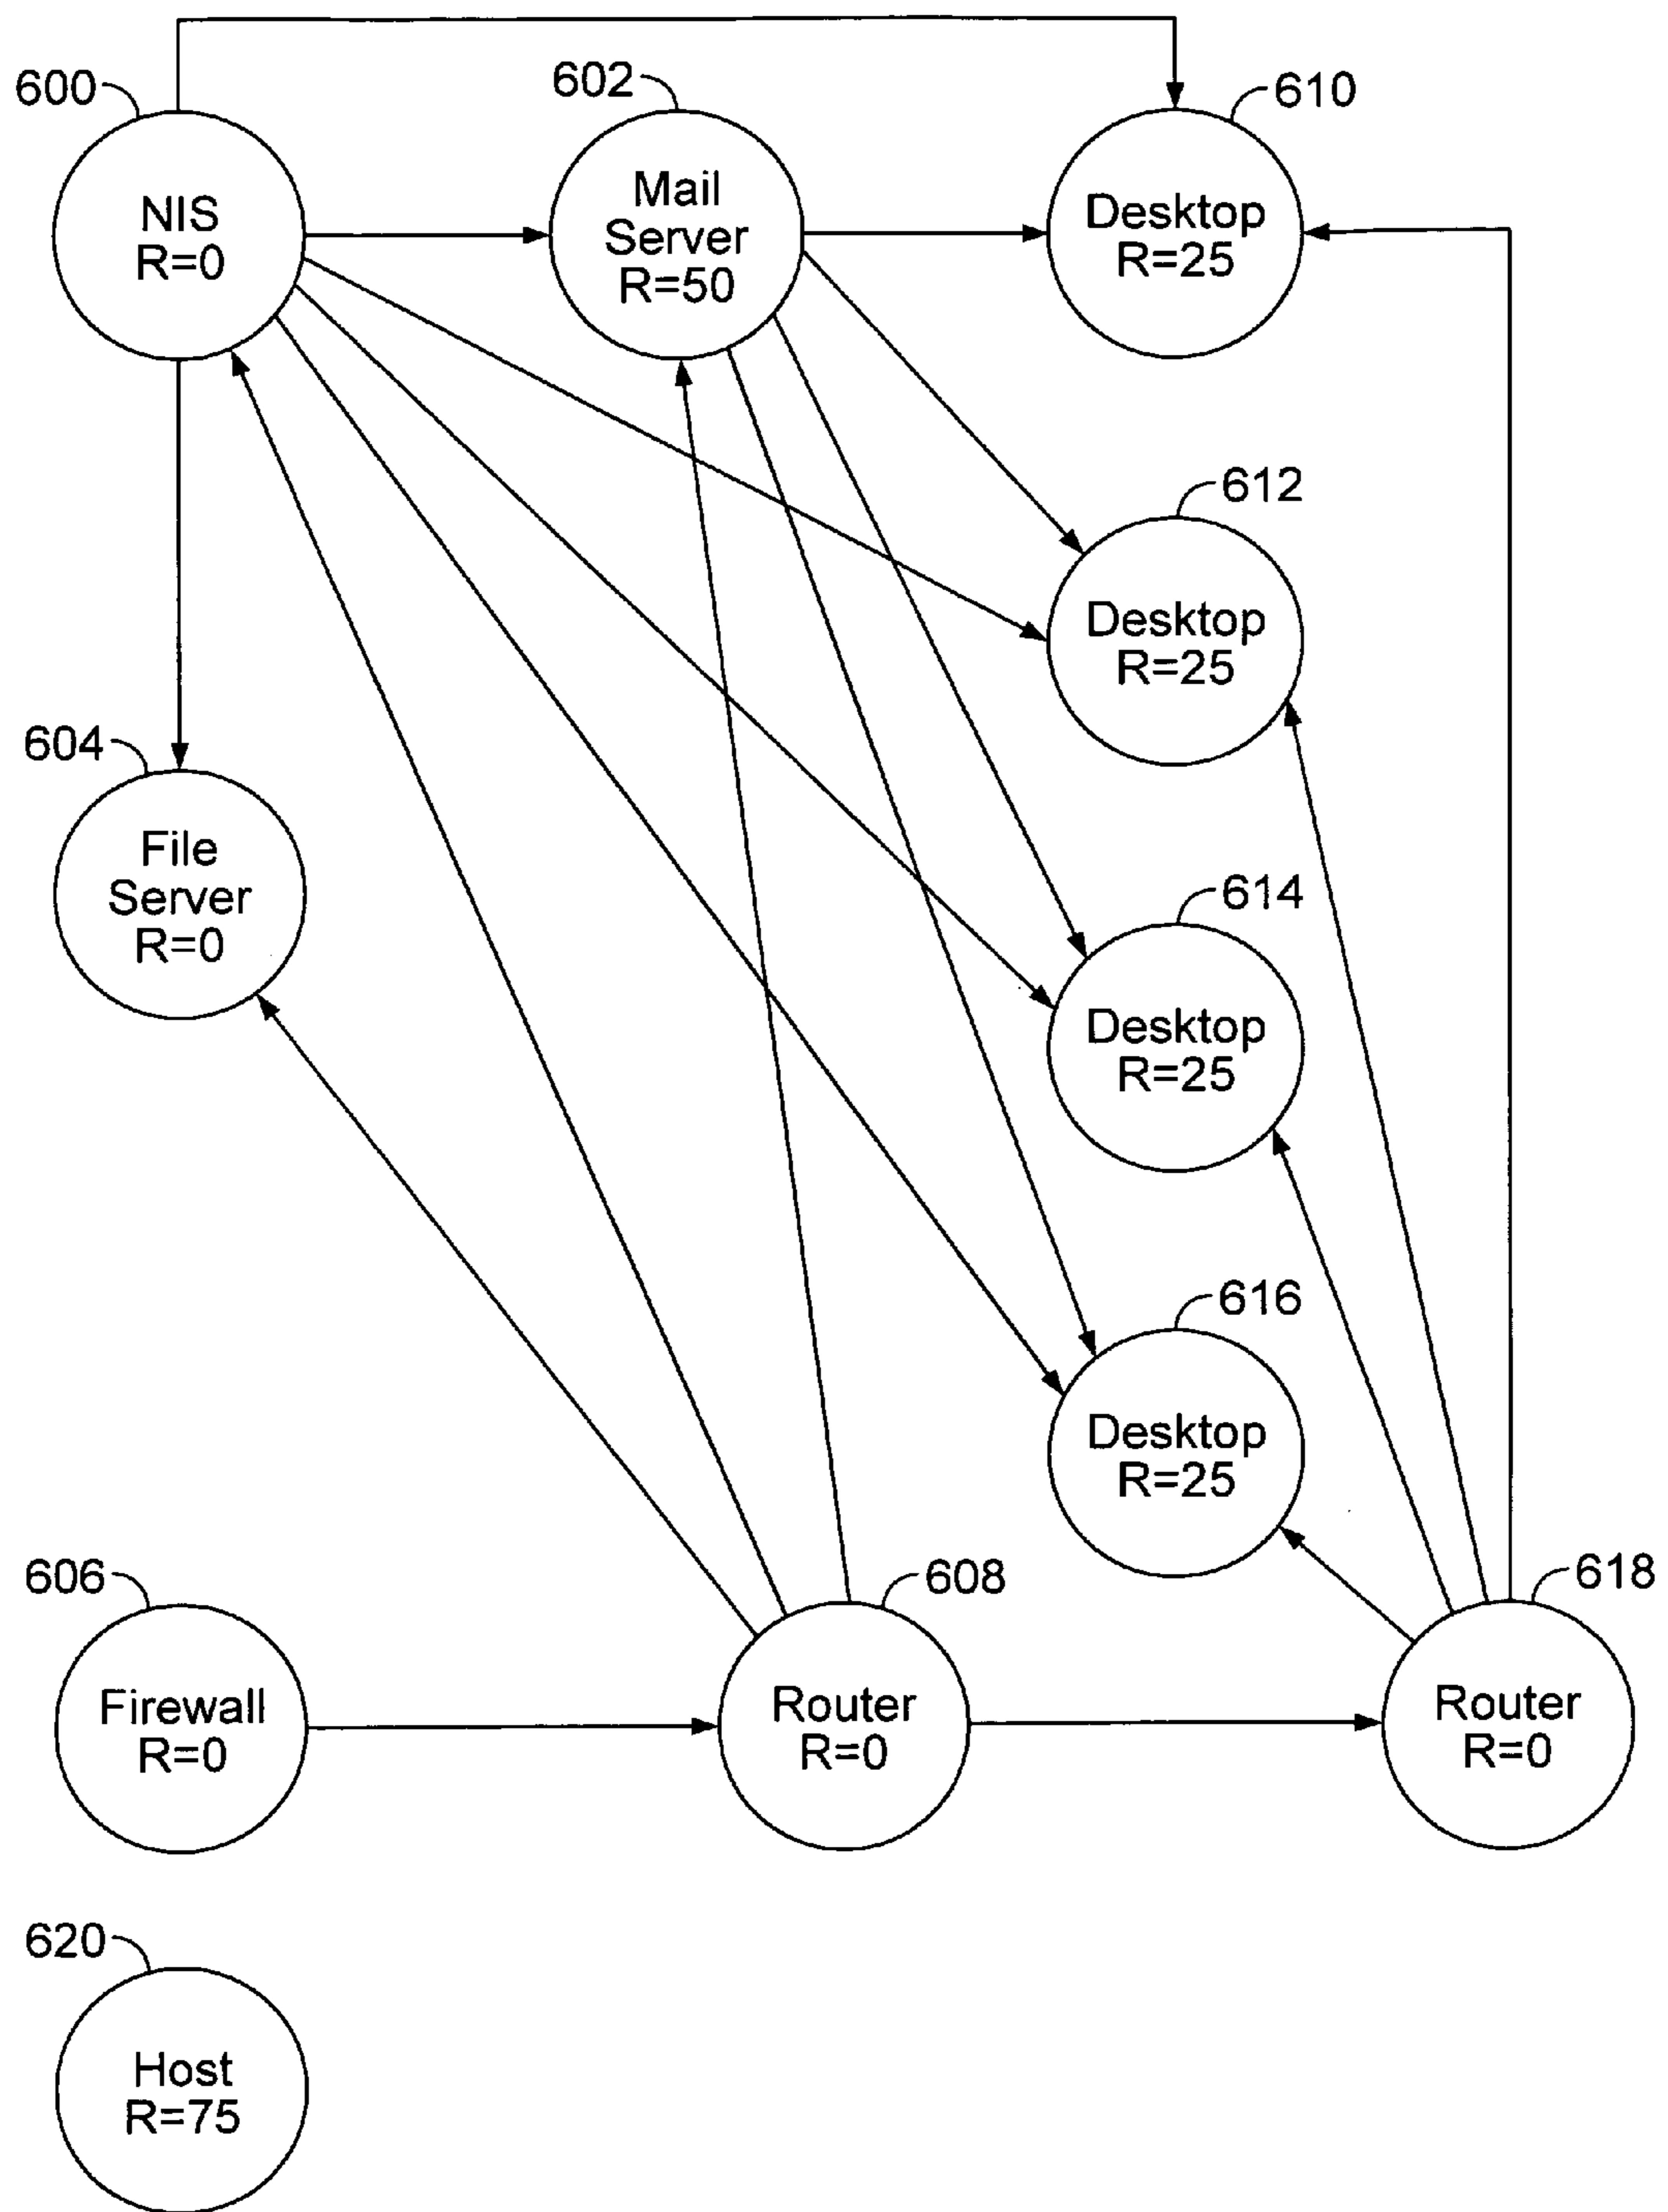 600
NIS
R=0
602
Mail
Server
R=50
610
Desktop
R=25
612
Desktop
R=25
604
File
Server
R=0
614
Desktop
R=25
616
Desktop
R=25
606
Firewall
R=0
608
Router
R=0
618
Router
R=0
620
Host
R=75